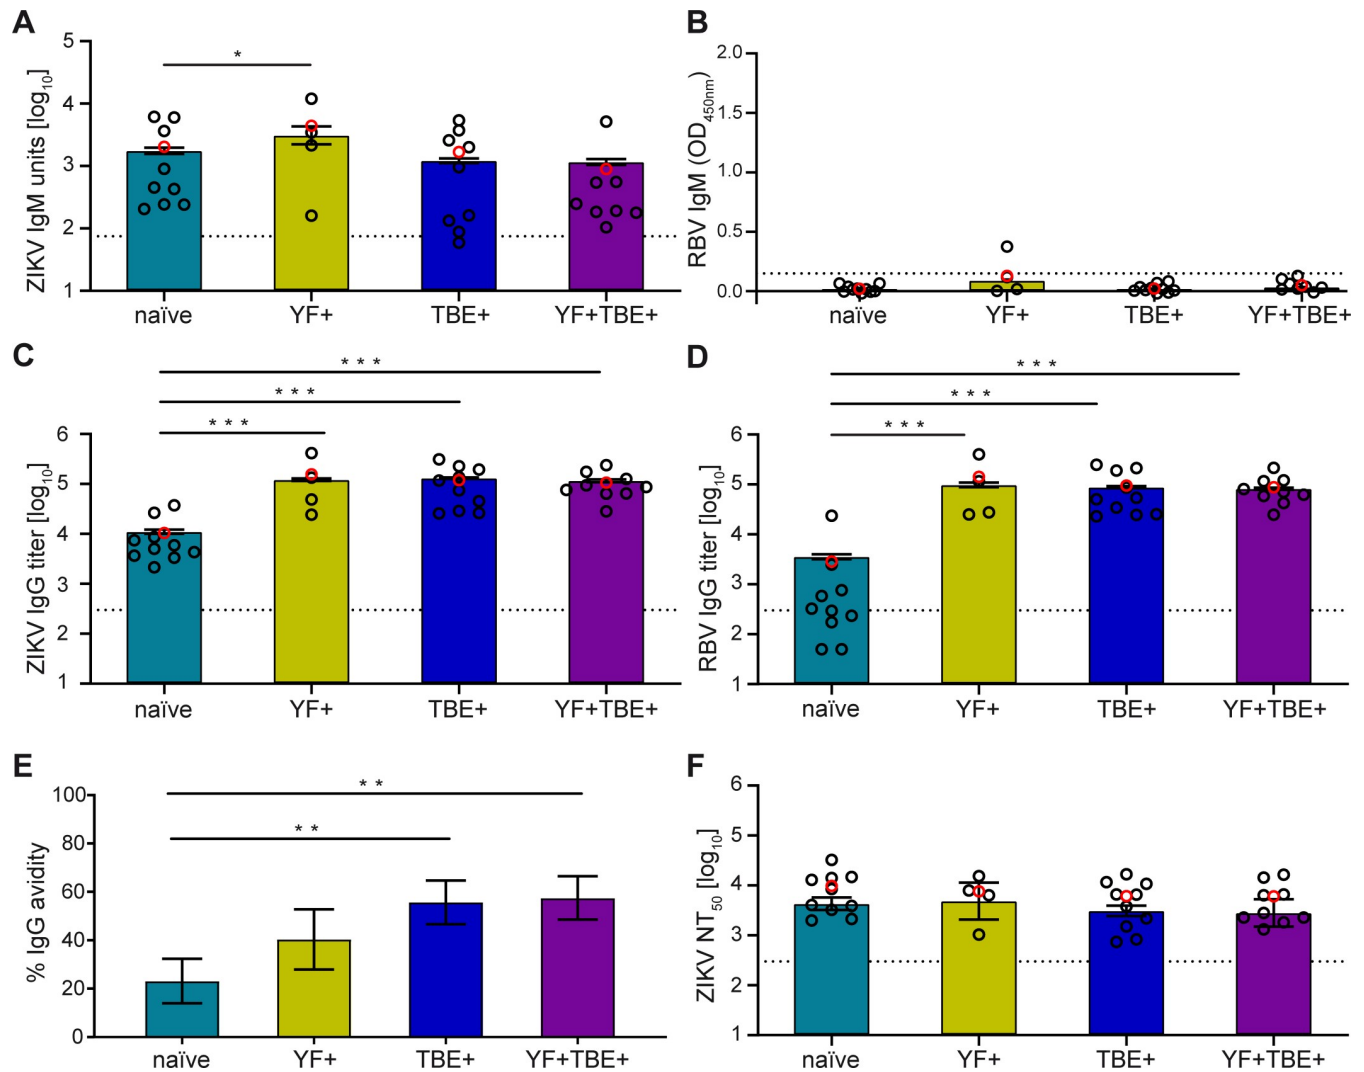 A
ZIKV IgM units [log10]
5
4
3
2
1
*
naïve YF+ TBE+ YF+TBE+
B
RBV IgM (OD450nm)
2.0
1.5
1.0
0.5
0.0
naïve YF+ TBE+ YF+TBE+
C
ZIKV IgG titer [log10]
6
5
4
3
2
1
* * *
* * *
* * *
naïve YF+ TBE+ YF+TBE+
D
RBV IgG titer [log10]
6
5
4
3
2
1
* * *
* * *
* * *
naïve YF+ TBE+ YF+TBE+
E
% IgG avidity
100
80
60
40
20
0
* *
* *
naïve YF+ TBE+ YF+TBE+
F
ZIKV NT50 [log10]
6
5
4
3
2
1
naïve YF+ TBE+ YF+TBE+